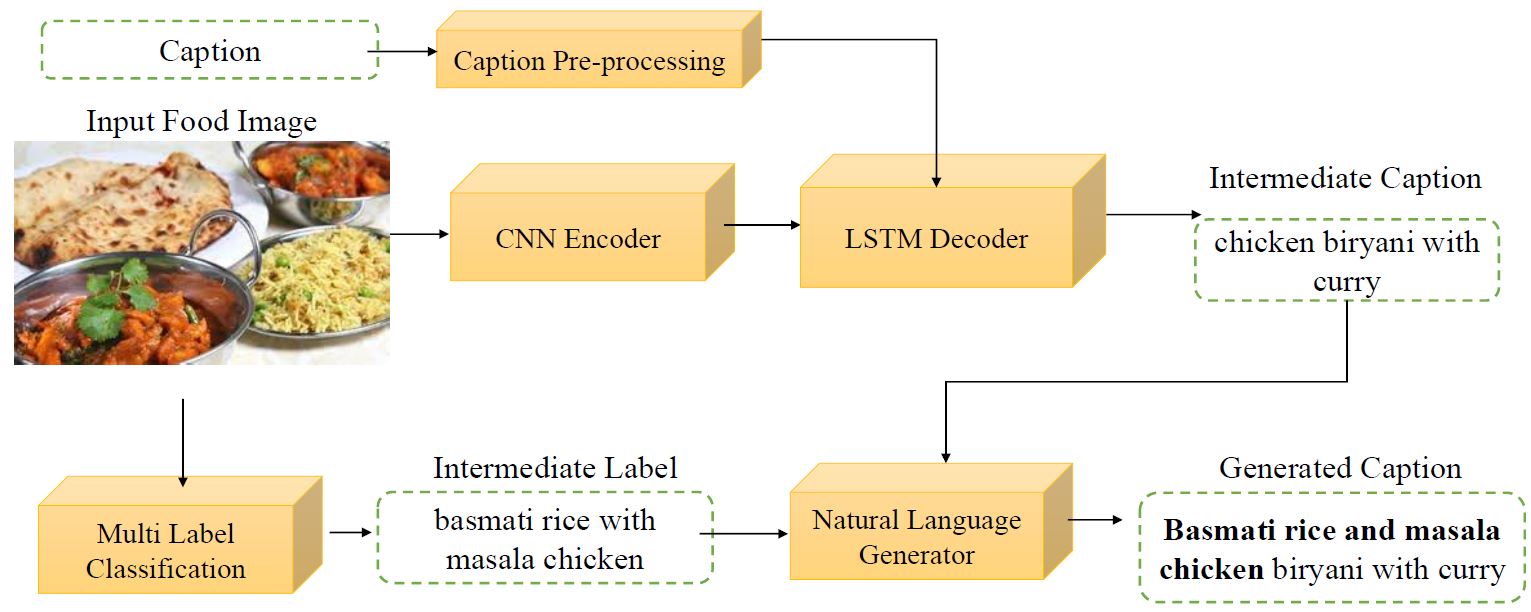 Caption
Caption Pre-processing
Input Food Image
CNN Encoder
LSTM Decoder
Intermediate Caption
chicken biryani with
curry
Multi Label
Classification
Intermediate Label
basmati rice with
masala chicken
Natural Language
Generator
Generated Caption
Basmati rice and masala
chicken biryani with curry